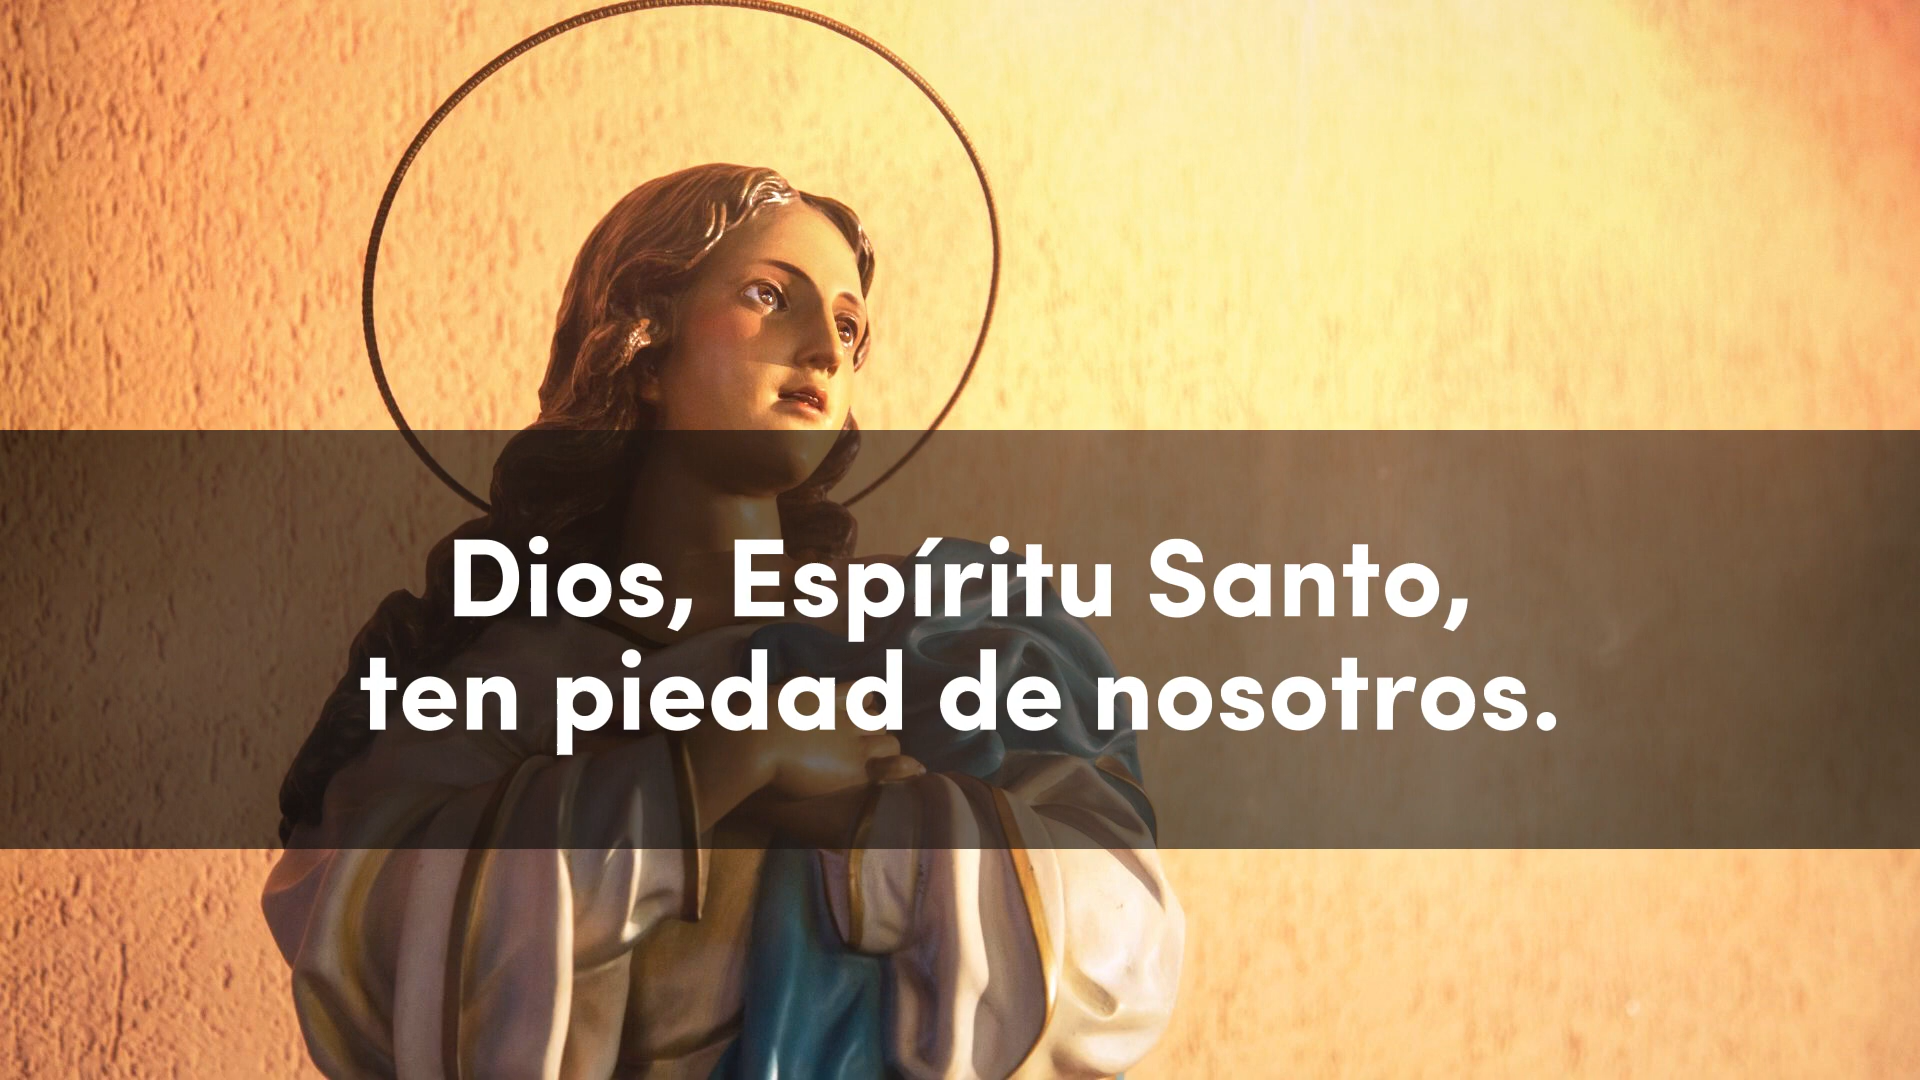 Dios, Espíritu Santo,
ten piedad de nosotros.